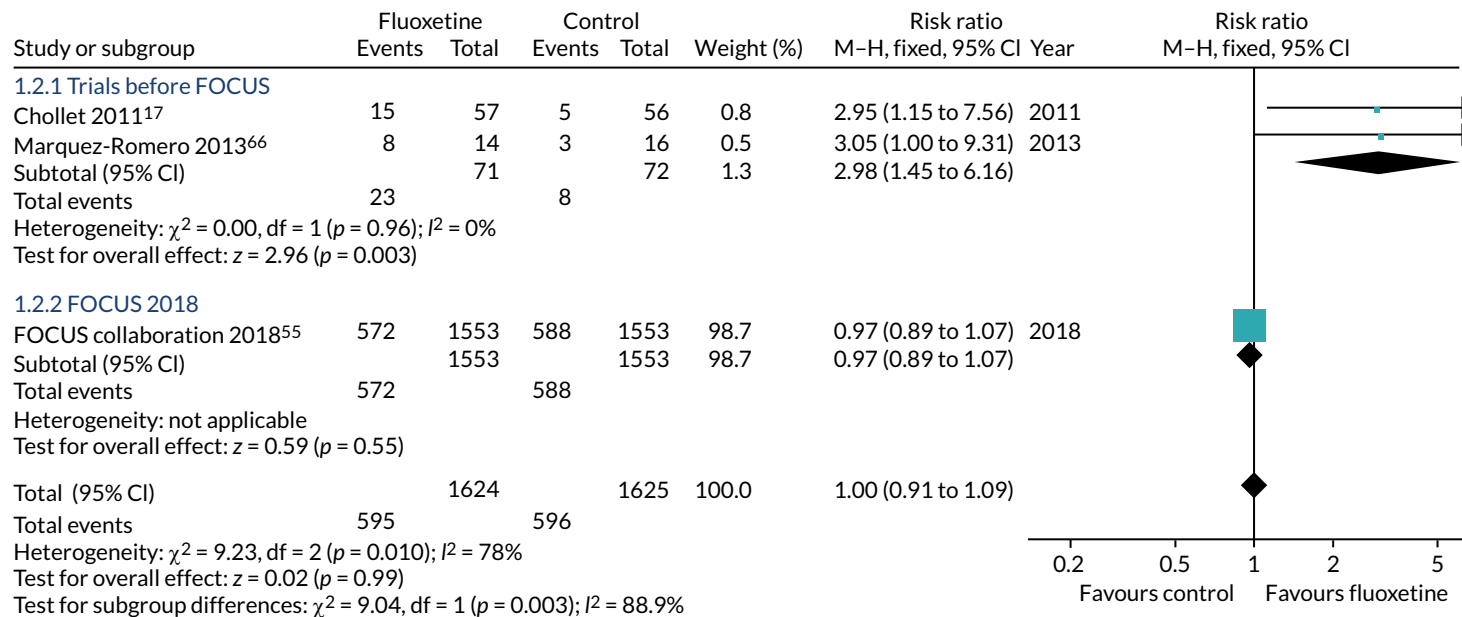 Fluoxetine Control Risk ratio Risk ratio
Study or subgroup Events Total Events Total Weight (%) M–H, fixed, 95% CI Year M–H, fixed, 95% CI
1.2.1 Trials before FOCUS
Chollet 2011¹⁷ 15 57 5 56 0.8 2.95 (1.15 to 7.56) 2011
Marquez-Romero 2013⁶⁶ 8 14 3 16 0.5 3.05 (1.00 to 9.31) 2013
Subtotal (95% CI) 71 72 1.3 2.98 (1.45 to 6.16)
Total events 23 8
Heterogeneity: χ² = 0.00, df = 1 (p = 0.96); I² = 0%
Test for overall effect: z = 2.96 (p = 0.003)
1.2.2 FOCUS 2018
FOCUS collaboration 2018⁵⁵ 572 1553 588 1553 98.7 0.97 (0.89 to 1.07) 2018
Subtotal (95% CI) 1553 1553 98.7 0.97 (0.89 to 1.07)
Total events 572 588
Heterogeneity: not applicable
Test for overall effect: z = 0.59 (p = 0.55)
Total (95% CI) 1624 1625 100.0 1.00 (0.91 to 1.09)
Total events 595 596
Heterogeneity: χ² = 9.23, df = 2 (p = 0.010); I² = 78%
Test for overall effect: z = 0.02 (p = 0.99)
Test for subgroup differences: χ² = 9.04, df = 1 (p = 0.003); I² = 88.9%
0.2 0.5 1 2 5
Favours control Favours fluoxetine